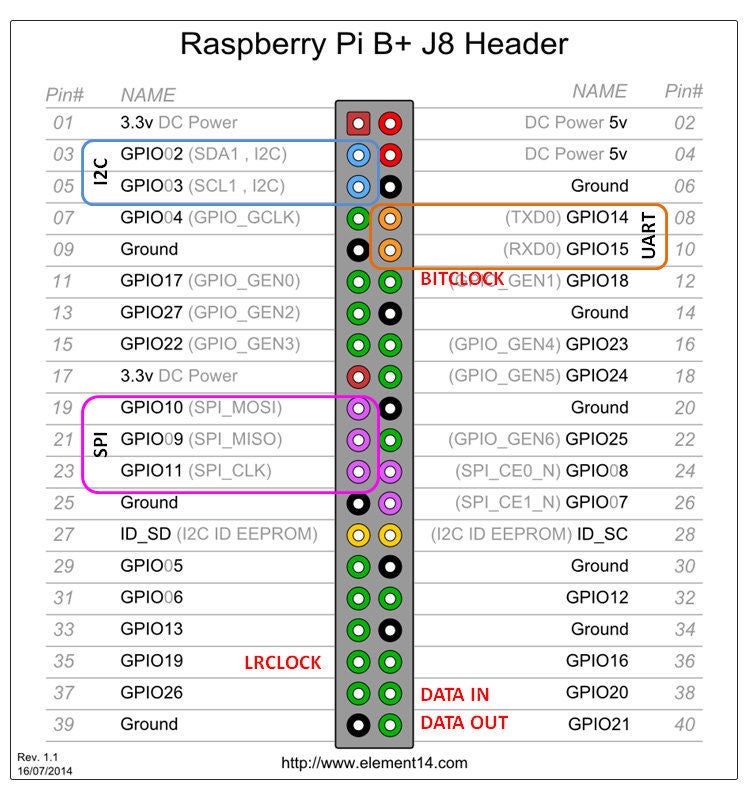 Raspberry Pi B+ J8 Header
Pin# NAME NAME Pin#
01 3.3v DC Power DC Power 5v 02
03 GPIO02 (SDA1 , I2C) DC Power 5v 04
I2C
05 GPIO03 (SCL1 , I2C) Ground 06
07 GPIO04 (GPIO_GCLK) (TXD0) GPIO14 08
UART
09 Ground (RXD0) GPIO15 10
11 GPIO17 (GPIO_GEN0) BITCLOCK (GPIO_GEN1) GPIO18 12
13 GPIO27 (GPIO_GEN2) Ground 14
15 GPIO22 (GPIO_GEN3) (GPIO_GEN4) GPIO23 16
17 3.3v DC Power (GPIO_GEN5) GPIO24 18
19 GPIO10 (SPI_MOSI) Ground 20
SPI
21 GPIO09 (SPI_MISO) (GPIO_GEN6) GPIO25 22
23 GPIO11 (SPI_CLK) (SPI_CE0_N) GPIO08 24
25 Ground (SPI_CE1_N) GPIO07 26
27 ID_SD (I2C ID EEPROM) (I2C ID EEPROM) ID_SC 28
29 GPIO05 Ground 30
31 GPIO06 GPIO12 32
33 GPIO13 Ground 34
35 GPIO19 LRCLOCK GPIO16 36
37 GPIO26 DATA IN GPIO20 38
39 Ground DATA OUT GPIO21 40
Rev. 1.1
16/07/2014
http://www.element14.com